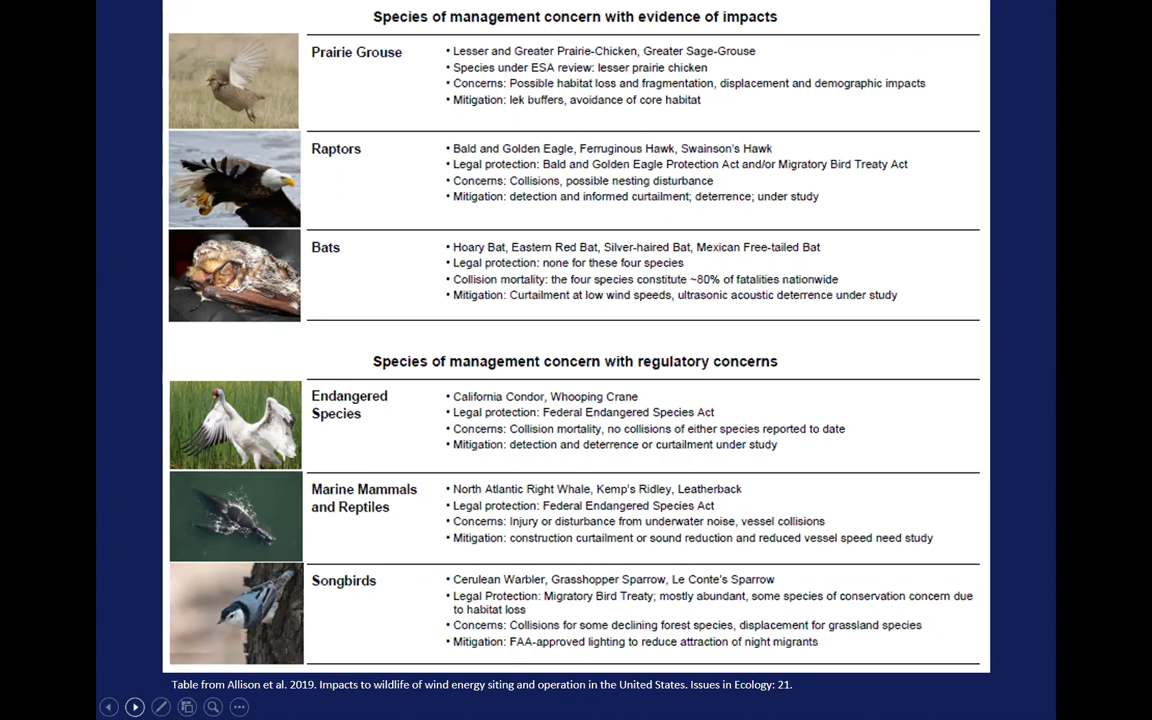 Species of management concern with evidence of impacts
Prairie Grouse
• Lesser and Greater Prairie-Chicken, Greater Sage-Grouse
• Species under ESA review: lesser prairie chicken
• Concerns: Possible habitat loss and fragmentation, displacement and demographic impacts
• Mitigation: lek buffers, avoidance of core habitat
Raptors
• Bald and Golden Eagle, Ferruginous Hawk, Swainson's Hawk
• Legal protection: Bald and Golden Eagle Protection Act and/or Migratory Bird Treaty Act
• Concerns: Collisions, possible nesting disturbance
• Mitigation: detection and informed curtailment; deterrence; under study
Bats
• Hoary Bat, Eastern Red Bat, Silver-haired Bat, Mexican Free-tailed Bat
• Legal protection: none for these four species
• Collision mortality: the four species constitute ~80% of fatalities nationwide
• Mitigation: Curtailment at low wind speeds, ultrasonic acoustic deterrence under study
Species of management concern with regulatory concerns
Endangered
Species
• California Condor, Whooping Crane
• Legal protection: Federal Endangered Species Act
• Concerns: Collision mortality, no collisions of either species reported to date
• Mitigation: detection and deterrence or curtailment under study
Marine Mammals
and Reptiles
• North Atlantic Right Whale, Kemp's Ridley, Leatherback
• Legal protection: Federal Endangered Species Act
• Concerns: Injury or disturbance from underwater noise, vessel collisions
• Mitigation: construction curtailment or sound reduction and reduced vessel speed need study
Songbirds
• Cerulean Warbler, Grasshopper Sparrow, Le Conte's Sparrow
• Legal Protection: Migratory Bird Treaty; mostly abundant, some species of conservation concern due
to habitat loss
• Concerns: Collisions for some declining forest species, displacement for grassland species
• Mitigation: FAA-approved lighting to reduce attraction of night migrants
Table from Allison et al. 2019. Impacts to wildlife of wind energy siting and operation in the United States. Issues in Ecology: 21.